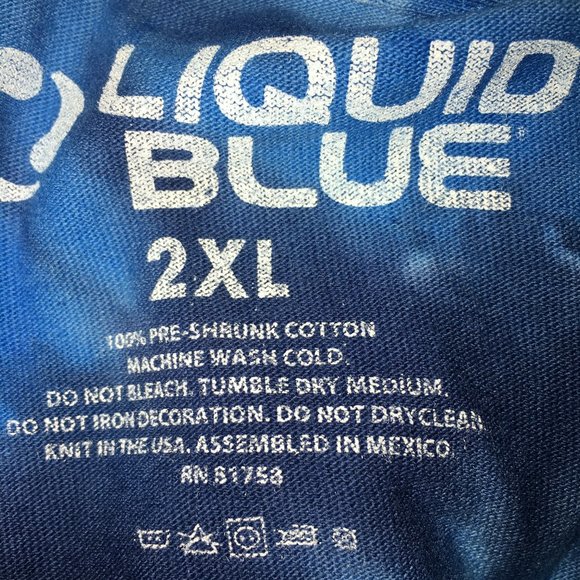 LIQUID
BLUE
2XL
100% PRE-SHRUNK COTTON
MACHINE WASH COLD.
DO NOT BLEACH. TUMBLE DRY MEDIUM.
DO NOT IRON DECORATION. DO NOT DRYCLEAN
KNIT IN THE USA. ASSEMBLED IN MEXICO.
RN 81758